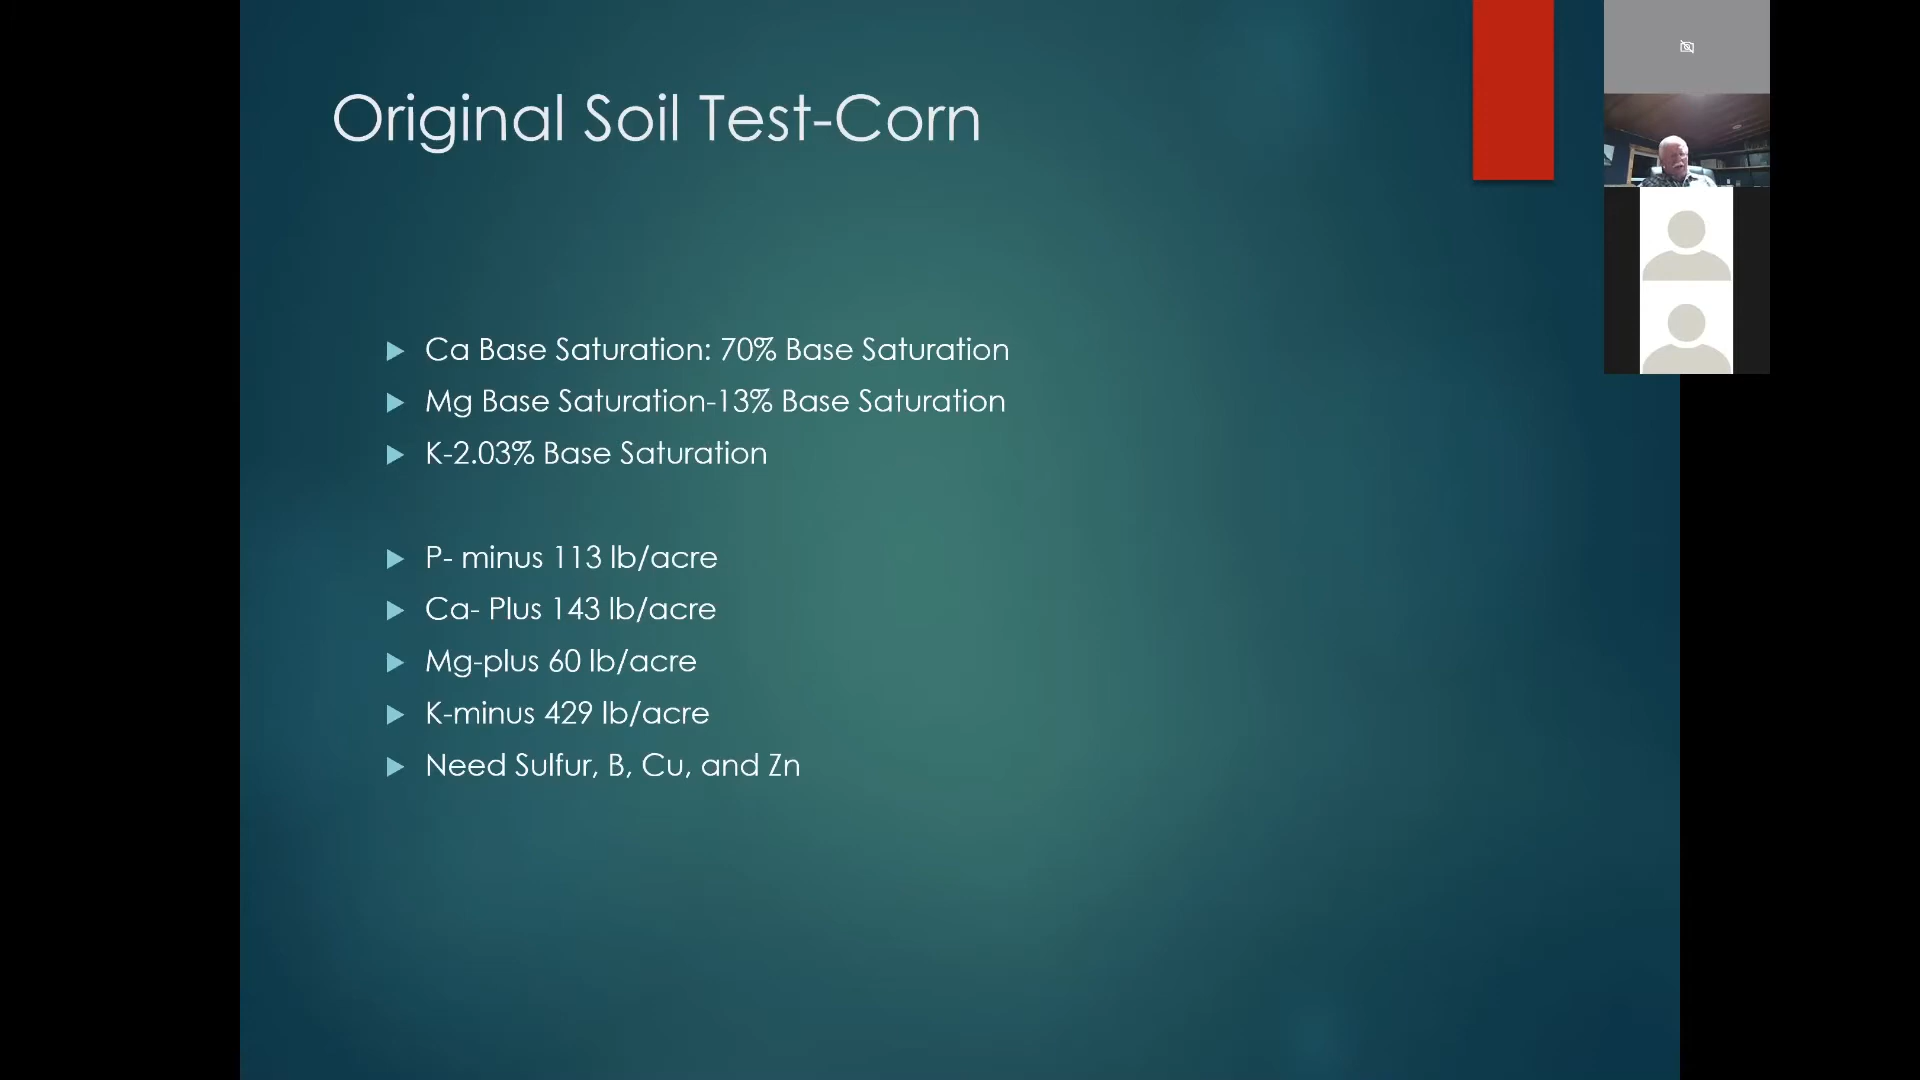 Original Soil Test-Corn
Ca Base Saturation: 70% Base Saturation
Mg Base Saturation-13% Base Saturation
K-2.03% Base Saturation
P- minus 113 lb/acre
Ca- Plus 143 lb/acre
Mg-plus 60 lb/acre
K-minus 429 lb/acre
Need Sulfur, B, Cu, and Zn